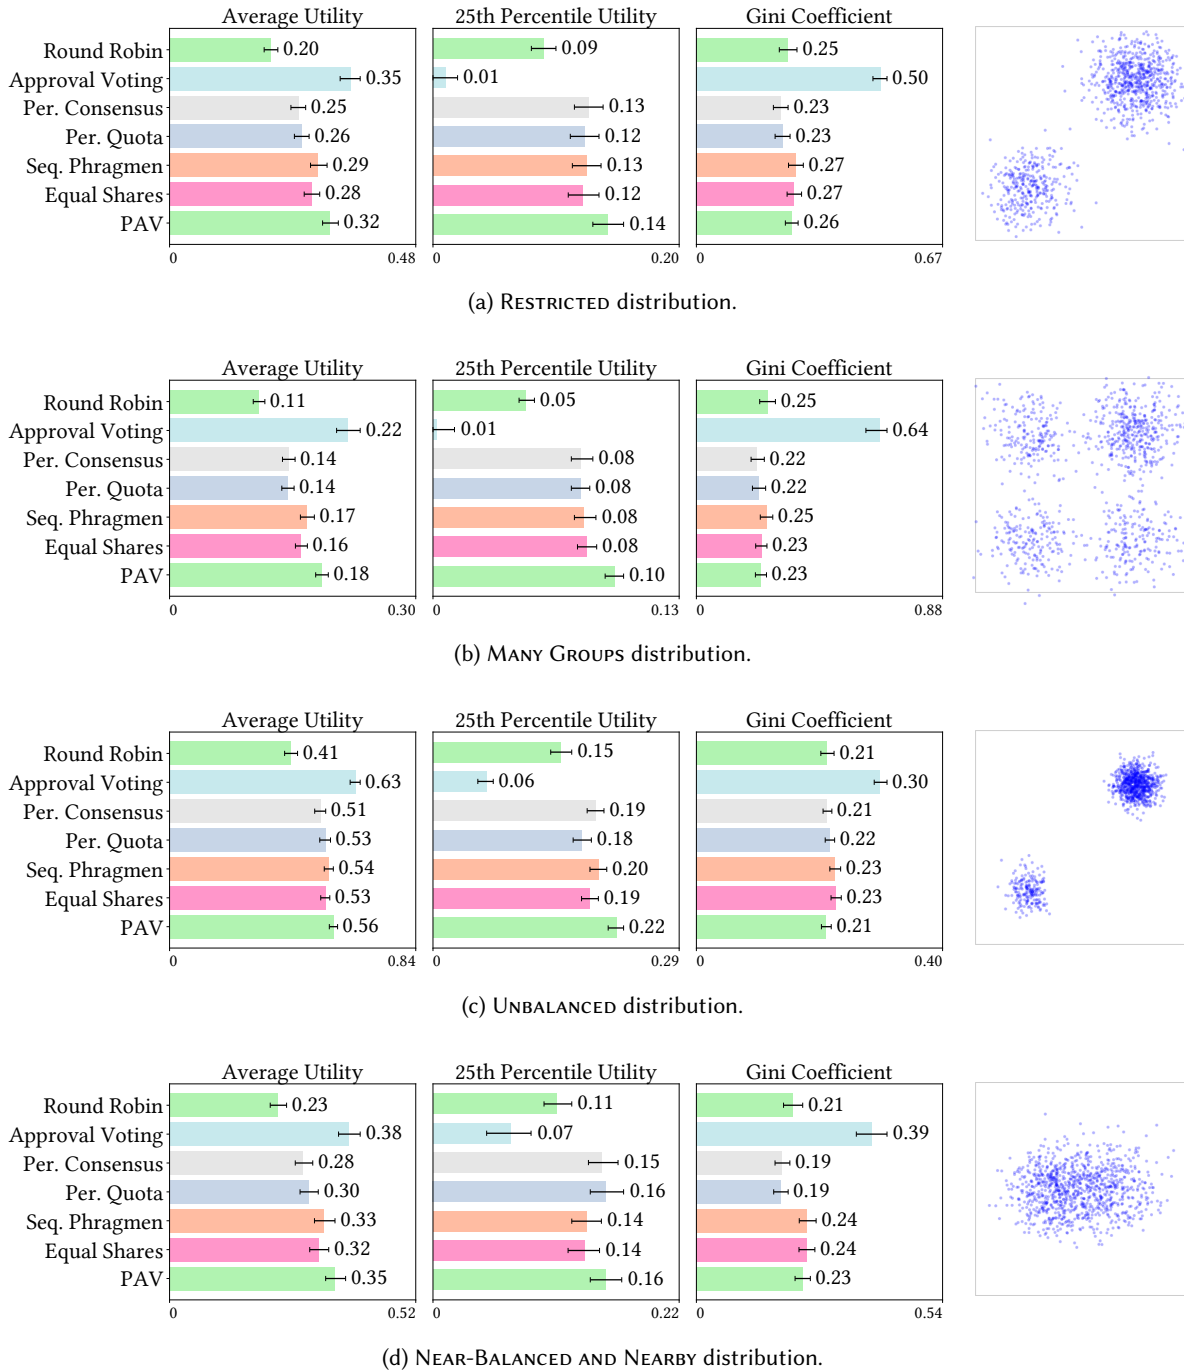 Average Utility 25th Percentile Utility Gini Coefficient
Round Robin 0.20 0.09 0.25
Approval Voting 0.35 0.01 0.50
Per. Consensus 0.25 0.13 0.23
Per. Quota 0.26 0.12 0.23
Seq. Phragmen 0.29 0.13 0.27
Equal Shares 0.28 0.12 0.27
PAV 0.32 0.14 0.26
0 0.48 0 0.20 0 0.67
(a) Restricted distribution.
Average Utility 25th Percentile Utility Gini Coefficient
Round Robin 0.11 0.05 0.25
Approval Voting 0.22 0.01 0.64
Per. Consensus 0.14 0.08 0.22
Per. Quota 0.14 0.08 0.22
Seq. Phragmen 0.17 0.08 0.25
Equal Shares 0.16 0.08 0.23
PAV 0.18 0.10 0.23
0 0.30 0 0.13 0 0.88
(b) Many Groups distribution.
Average Utility 25th Percentile Utility Gini Coefficient
Round Robin 0.41 0.15 0.21
Approval Voting 0.63 0.06 0.30
Per. Consensus 0.51 0.19 0.21
Per. Quota 0.53 0.18 0.22
Seq. Phragmen 0.54 0.20 0.23
Equal Shares 0.53 0.19 0.23
PAV 0.56 0.22 0.21
0 0.84 0 0.29 0 0.40
(c) Unbalanced distribution.
Average Utility 25th Percentile Utility Gini Coefficient
Round Robin 0.23 0.11 0.21
Approval Voting 0.38 0.07 0.39
Per. Consensus 0.28 0.15 0.19
Per. Quota 0.30 0.16 0.19
Seq. Phragmen 0.33 0.14 0.24
Equal Shares 0.32 0.14 0.24
PAV 0.35 0.16 0.23
0 0.52 0 0.22 0 0.54
(d) Near-Balanced and Nearby distribution.